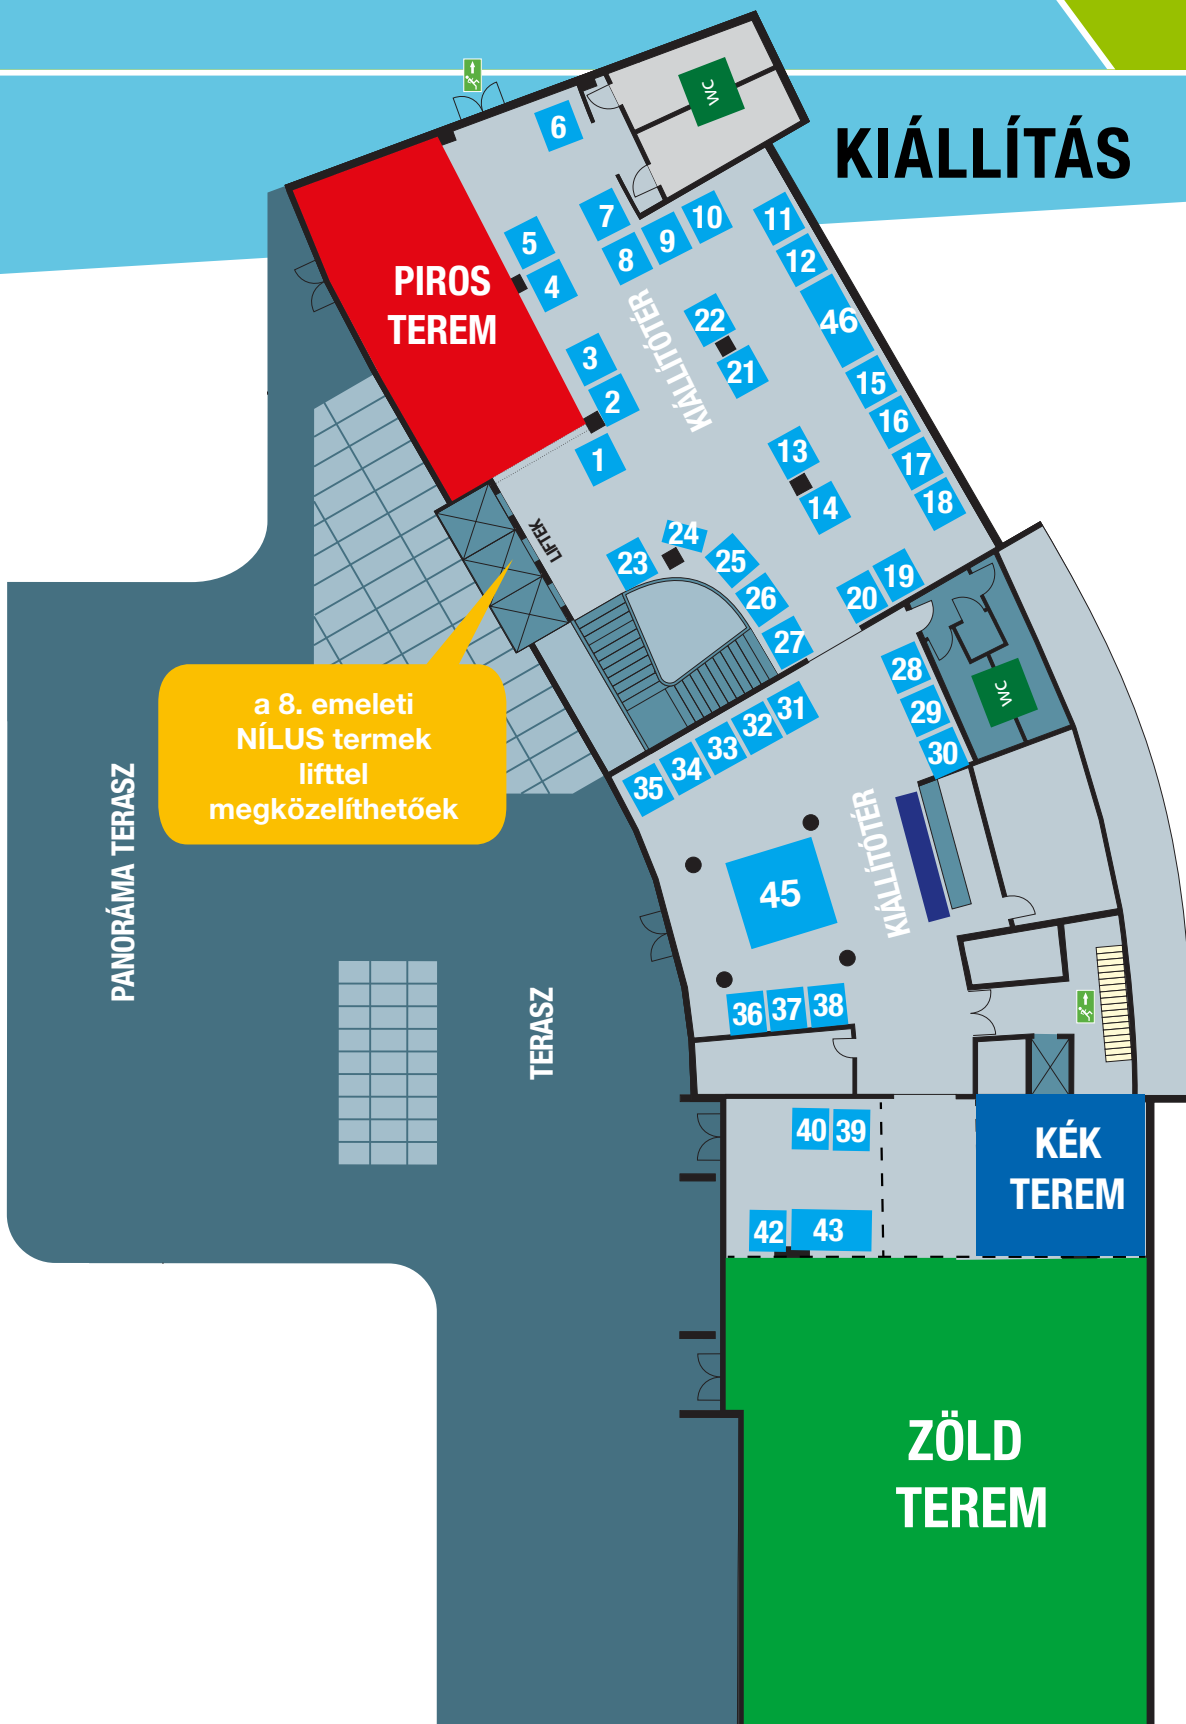 KIÁLLÍTÁS
WC
6
7
10
11
5
9
8
12
4
PIROS
TEREM
KIÁLLÍTÓTÉR
22
46
3
21
15
2
16
13
1
17
18
14
LIFTEK
24
23
25
19
26
20
27
28
WC
a 8. emeleti
NÍLUS termek
lifttel
megközelíthetőek
31
29
32
33
30
34
35
PANORÁMA TERASZ
KIÁLLÍTÓTÉR
45
38
37
36
TERASZ
40
39
KÉK
TEREM
42
43
ZÖLD
TEREM